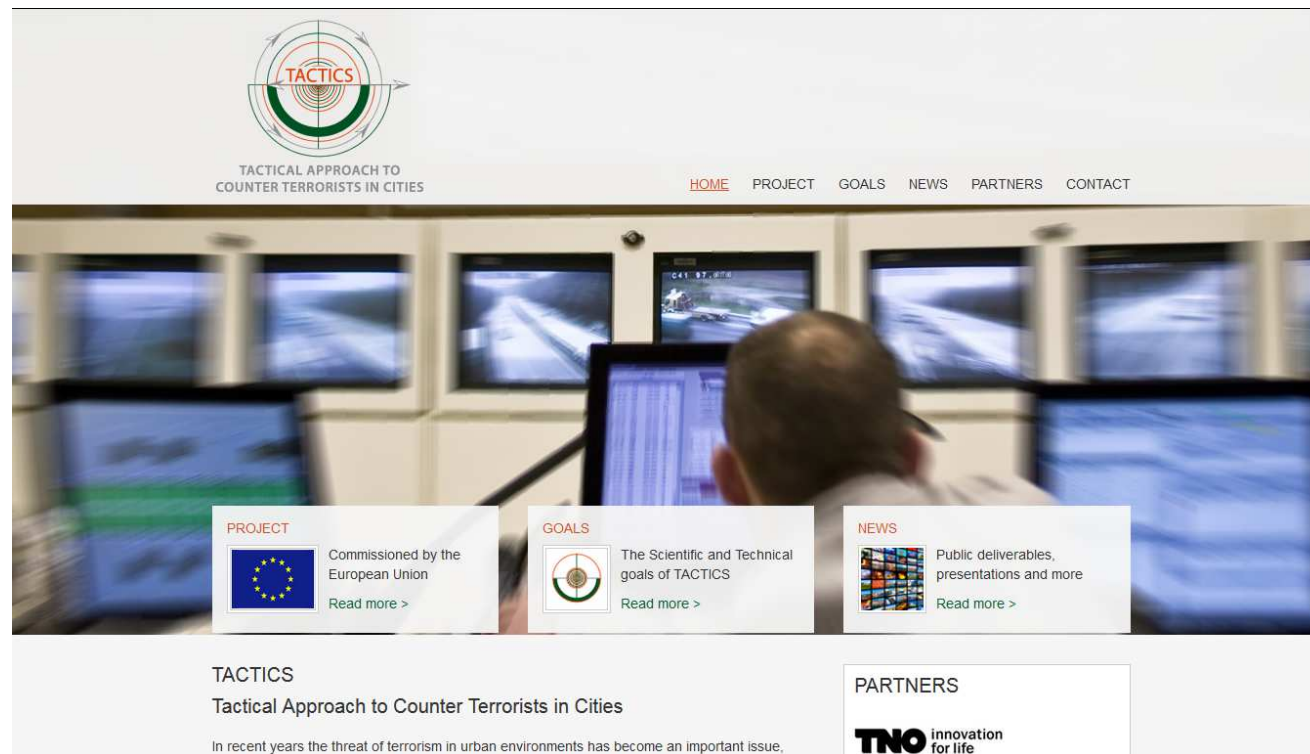 TACTICS
TACTICAL APPROACH TO
COUNTER TERRORISTS IN CITIES
HOME PROJECT GOALS NEWS PARTNERS CONTACT
PROJECT
Commissioned by the
European Union
Read more >
GOALS
The Scientific and Technical
goals of TACTICS
Read more >
NEWS
Public deliverables,
presentations and more
Read more >
TACTICS
Tactical Approach to Counter Terrorists in Cities
In recent years the threat of terrorism in urban environments has become an important issue,
PARTNERS
TNO innovation
for life